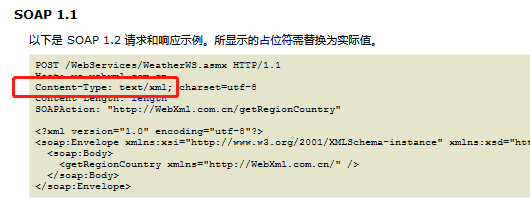 SOAP 1.1
以下是 SOAP 1.2 请求和响应示例。所显示的占位符需替换为实际值。
POST /WebServices/WeatherWS.asmx HTTP/1.1
Host: ws.webxml.com.cn
Content-Type: text/xml; charset=utf-8
Content-Length: length
SOAPAction: "http://WebXml.com.cn/getRegionCountry"
<?xml version="1.0" encoding="utf-8"?>
<soap:Envelope xmlns:xsi="http://www.w3.org/2001/XMLSchema-instance" xmlns:xsd="htt
<soap:Body>
<getRegionCountry xmlns="http://WebXml.com.cn/" />
</soap:Body>
</soap:Envelope>